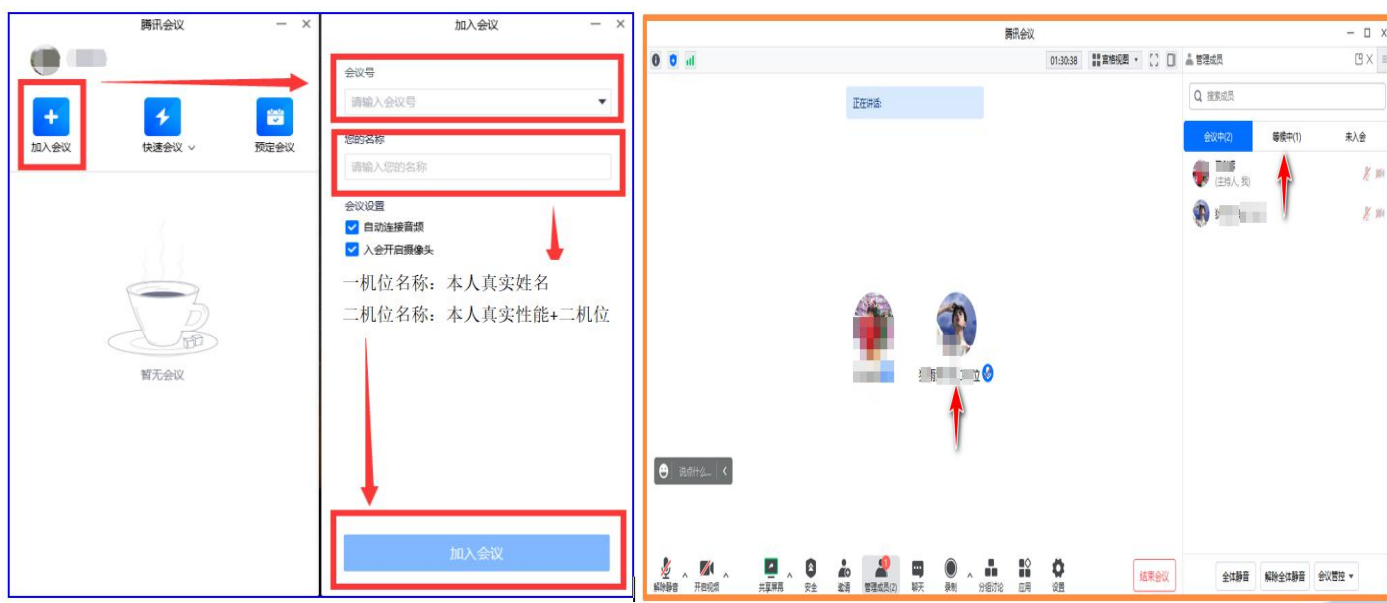 腾讯会议
加入会议
快速会议
预定会议
暂无会议
加入会议
会议号
请输入会议号
您的名称
请输入您的名称
会议设置
自动连接音频
入会开启摄像头
一机位名称：本人真实姓名
二机位名称：本人真实性能+二机位
加入会议
腾讯会议
01:30:38
宫格视图
正在讲话:
位
说点什么...
管理成员
搜索成员
会议中(2)
等候中(1)
未入会
(主持人, 我)
解除静音
开启视频
共享屏幕
安全
邀请
1
管理成员(2)
聊天
录制
分组讨论
应用
设置
结束会议
全体静音
解除全体静音
会议管控